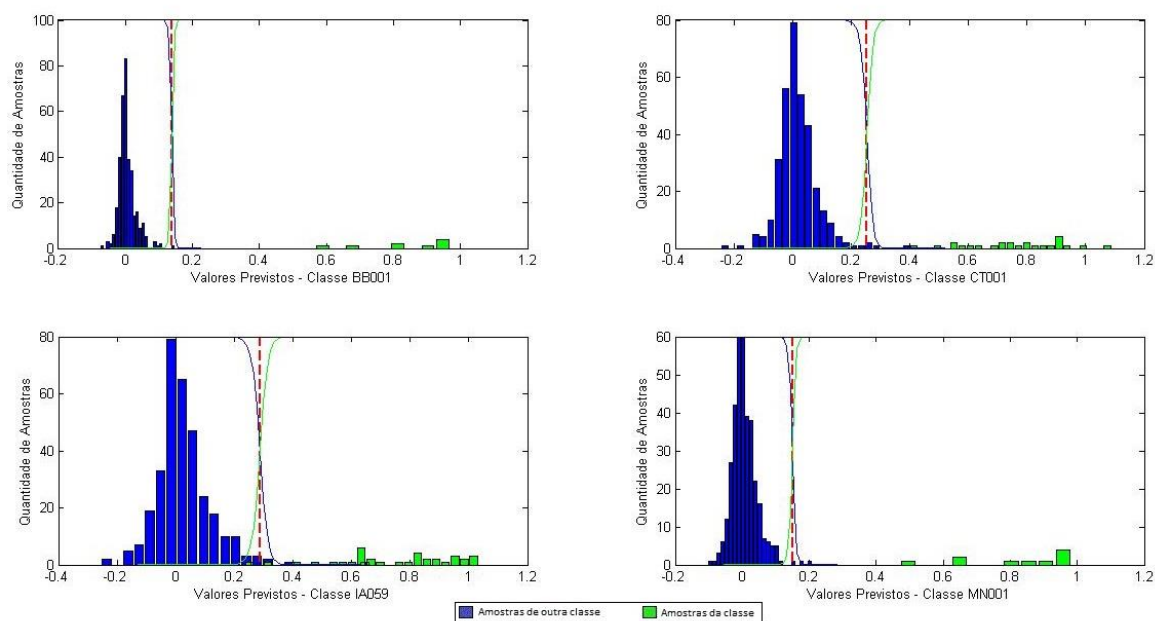 100
80
60
40
20
0
-0.2 0 0.2 0.4 0.6 0.8 1 1.2
Quantidade de Amostras
Valores Previstos - Classe BB001
80
60
40
20
0
-0.4 -0.2 0 0.2 0.4 0.6 0.8 1 1.2
Quantidade de Amostras
Valores Previstos - Classe CT001
80
60
40
20
0
-0.4 -0.2 0 0.2 0.4 0.6 0.8 1 1.2
Quantidade de Amostras
Valores Previstos - Classe IA059
60
50
40
30
20
10
0
-0.2 0 0.2 0.4 0.6 0.8 1 1.2
Quantidade de Amostras
Valores Previstos - Classe MN001
Amostras de outra classe
Amostras da classe